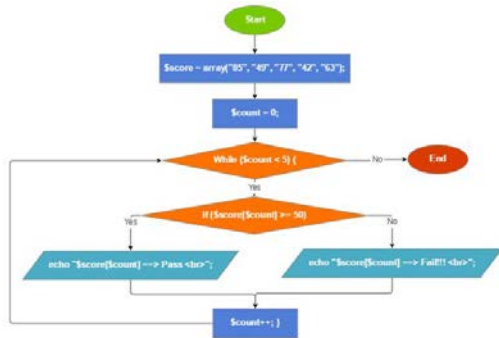 Start
$score = array("85", "49", "77", "42", "63");
$count = 0;
While ($count < 5) {
No
End
Yes
If ($score[$count] >= 50)
Yes
No
echo "$score[$count] ==> Pass <br>";
echo "$score[$count] ==> Fail!!! <br>";
$count++; }